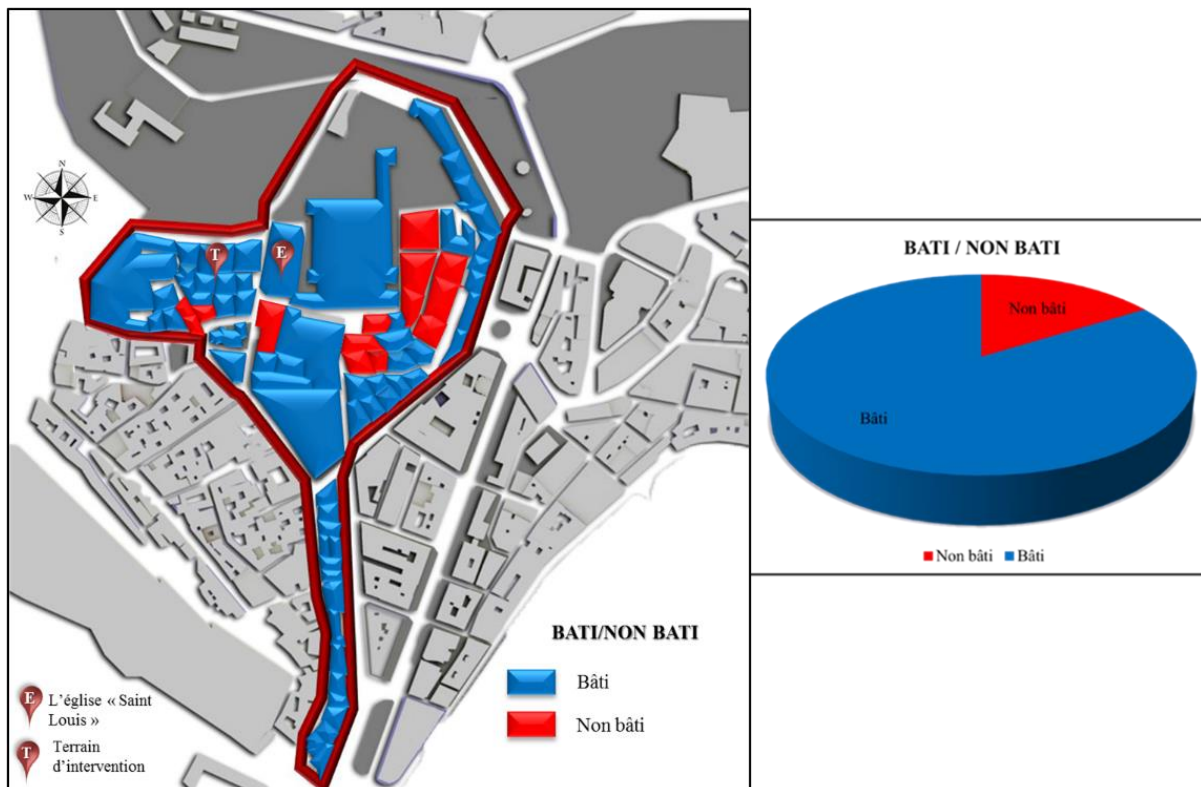 N
W
E
S
T
E
BATI/NON BATI
Bâti
Non bâti
E
L'église « Saint
Louis »
T
Terrain
d'intervention
BATI / NON BATI
Non bâti
Bâti
Non bâti
Bâti